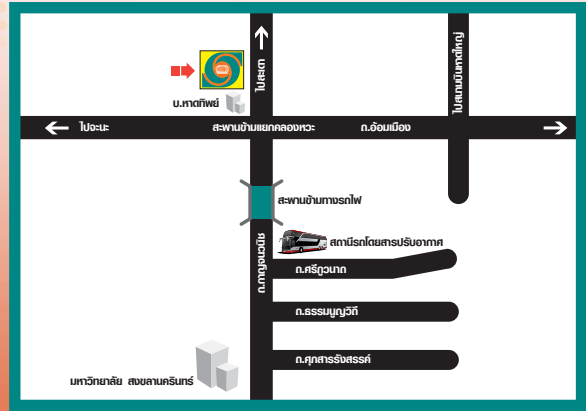 ไปสะเดา
ไปสนามบินหาดใหญ่
บ.หาดทิพย์
ไปจะนะ
สะพานข้ามแยกคลองหวะ
ถ.อ้อมเมือง
สะพานข้ามทางรถไฟ
สถานีรถโดยสารปรับอากาศ
ถ.กาญจนวนิช
ถ.ศรีภูวนาถ
ถ.ธรรมนูญวิถี
ถ.ศุภสารรังสรรค์
มหาวิทยาลัย สงขลานครินทร์